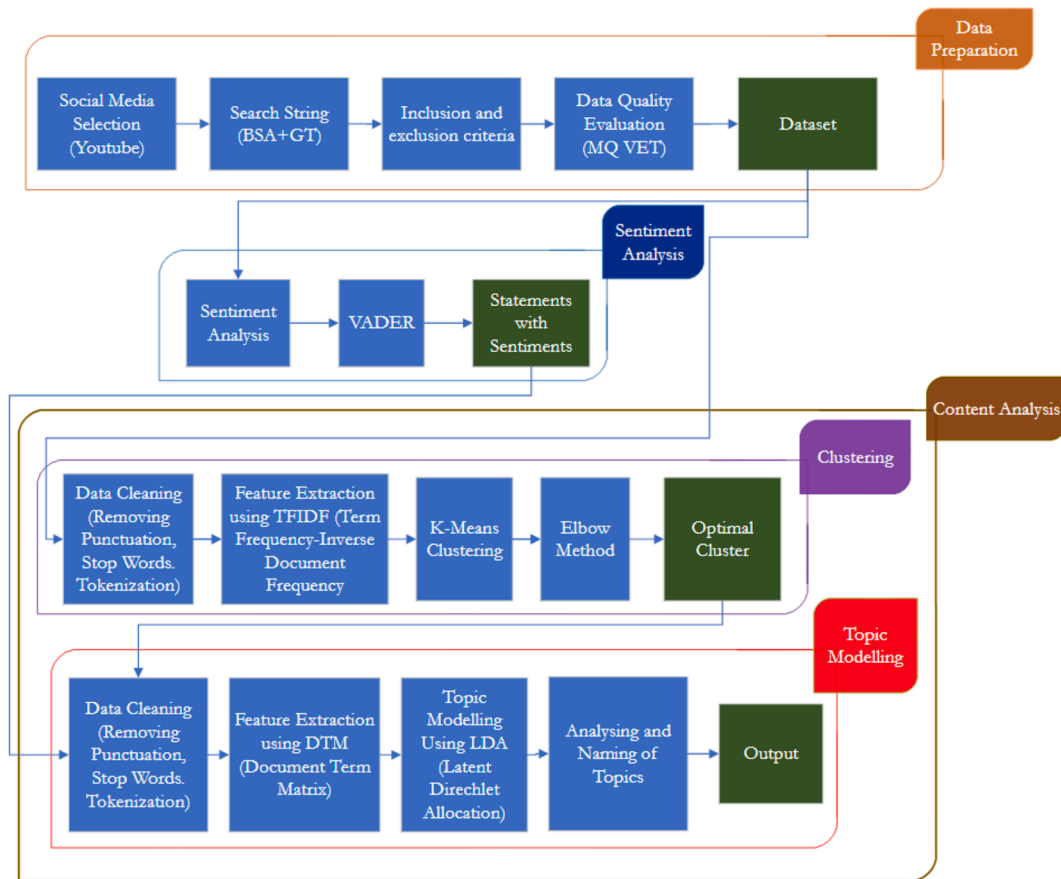 Data
Preparation
Social Media
Selection
(Youtube)
Search String
(BSA+GT)
Inclusion and
exclusion criteria
Data Quality
Evaluation
(MQ VET)
Dataset
Sentiment
Analysis
Sentiment
Analysis
VADER
Statements
with
Sentiments
Content Analysis
Clustering
Data Cleaning
(Removing
Punctuation,
Stop Words.
Tokenization)
Feature Extraction
using TFIDF (Term
Frequency-Inverse
Document
Frequency
K-Means
Clustering
Elbow
Method
Optimal
Cluster
Topic
Modelling
Data Cleaning
(Removing
Punctuation,
Stop Words.
Tokenization)
Feature Extraction
using DTM
(Document Term
Matrix)
Topic
Modelling
Using LDA
(Latent
Direchlet
Allocation)
Analysing and
Naming of
Topics
Output